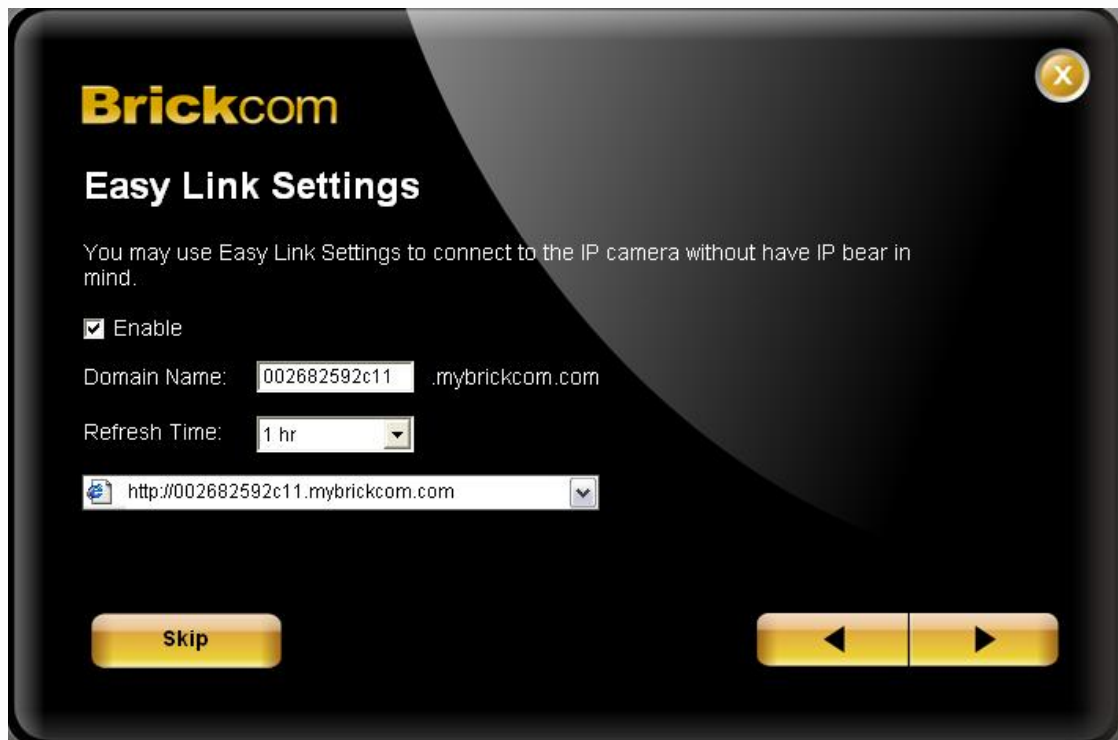 X
Brickcom
Easy Link Settings
You may use Easy Link Settings to connect to the IP camera without have IP bear in
mind.
Enable
Domain Name: 002682592c11 .mybrickcom.com
Refresh Time: 1 hr
http://002682592c11.mybrickcom.com
Skip